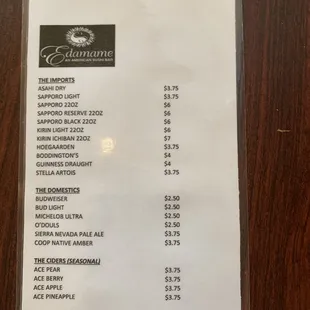 Edamame
AN AMERICAN SUSHI BAR
THE IMPORTS
ASAHI DRY $3.75
SAPPORO LIGHT $3.75
SAPPORO 22OZ $6
SAPPORO RESERVE 22OZ $6
SAPPORO BLACK 22OZ $6
KIRIN LIGHT 22OZ $6
KIRIN ICHIBAN 22OZ $7
HOEGAARDEN $3.75
BODDINGTON'S $4
GUINNESS DRAUGHT $4
STELLA ARTOIS $3.75
THE DOMESTICS
BUDWEISER $2.50
BUD LIGHT $2.50
MICHELOB ULTRA $2.50
O'DOULS $2.50
SIERRA NEVADA PALE ALE $3.75
COOP NATIVE AMBER $3.75
THE CIDERS (SEASONAL)
ACE PEAR $3.75
ACE BERRY $3.75
ACE APPLE $3.75
ACE PINEAPPLE $3.75